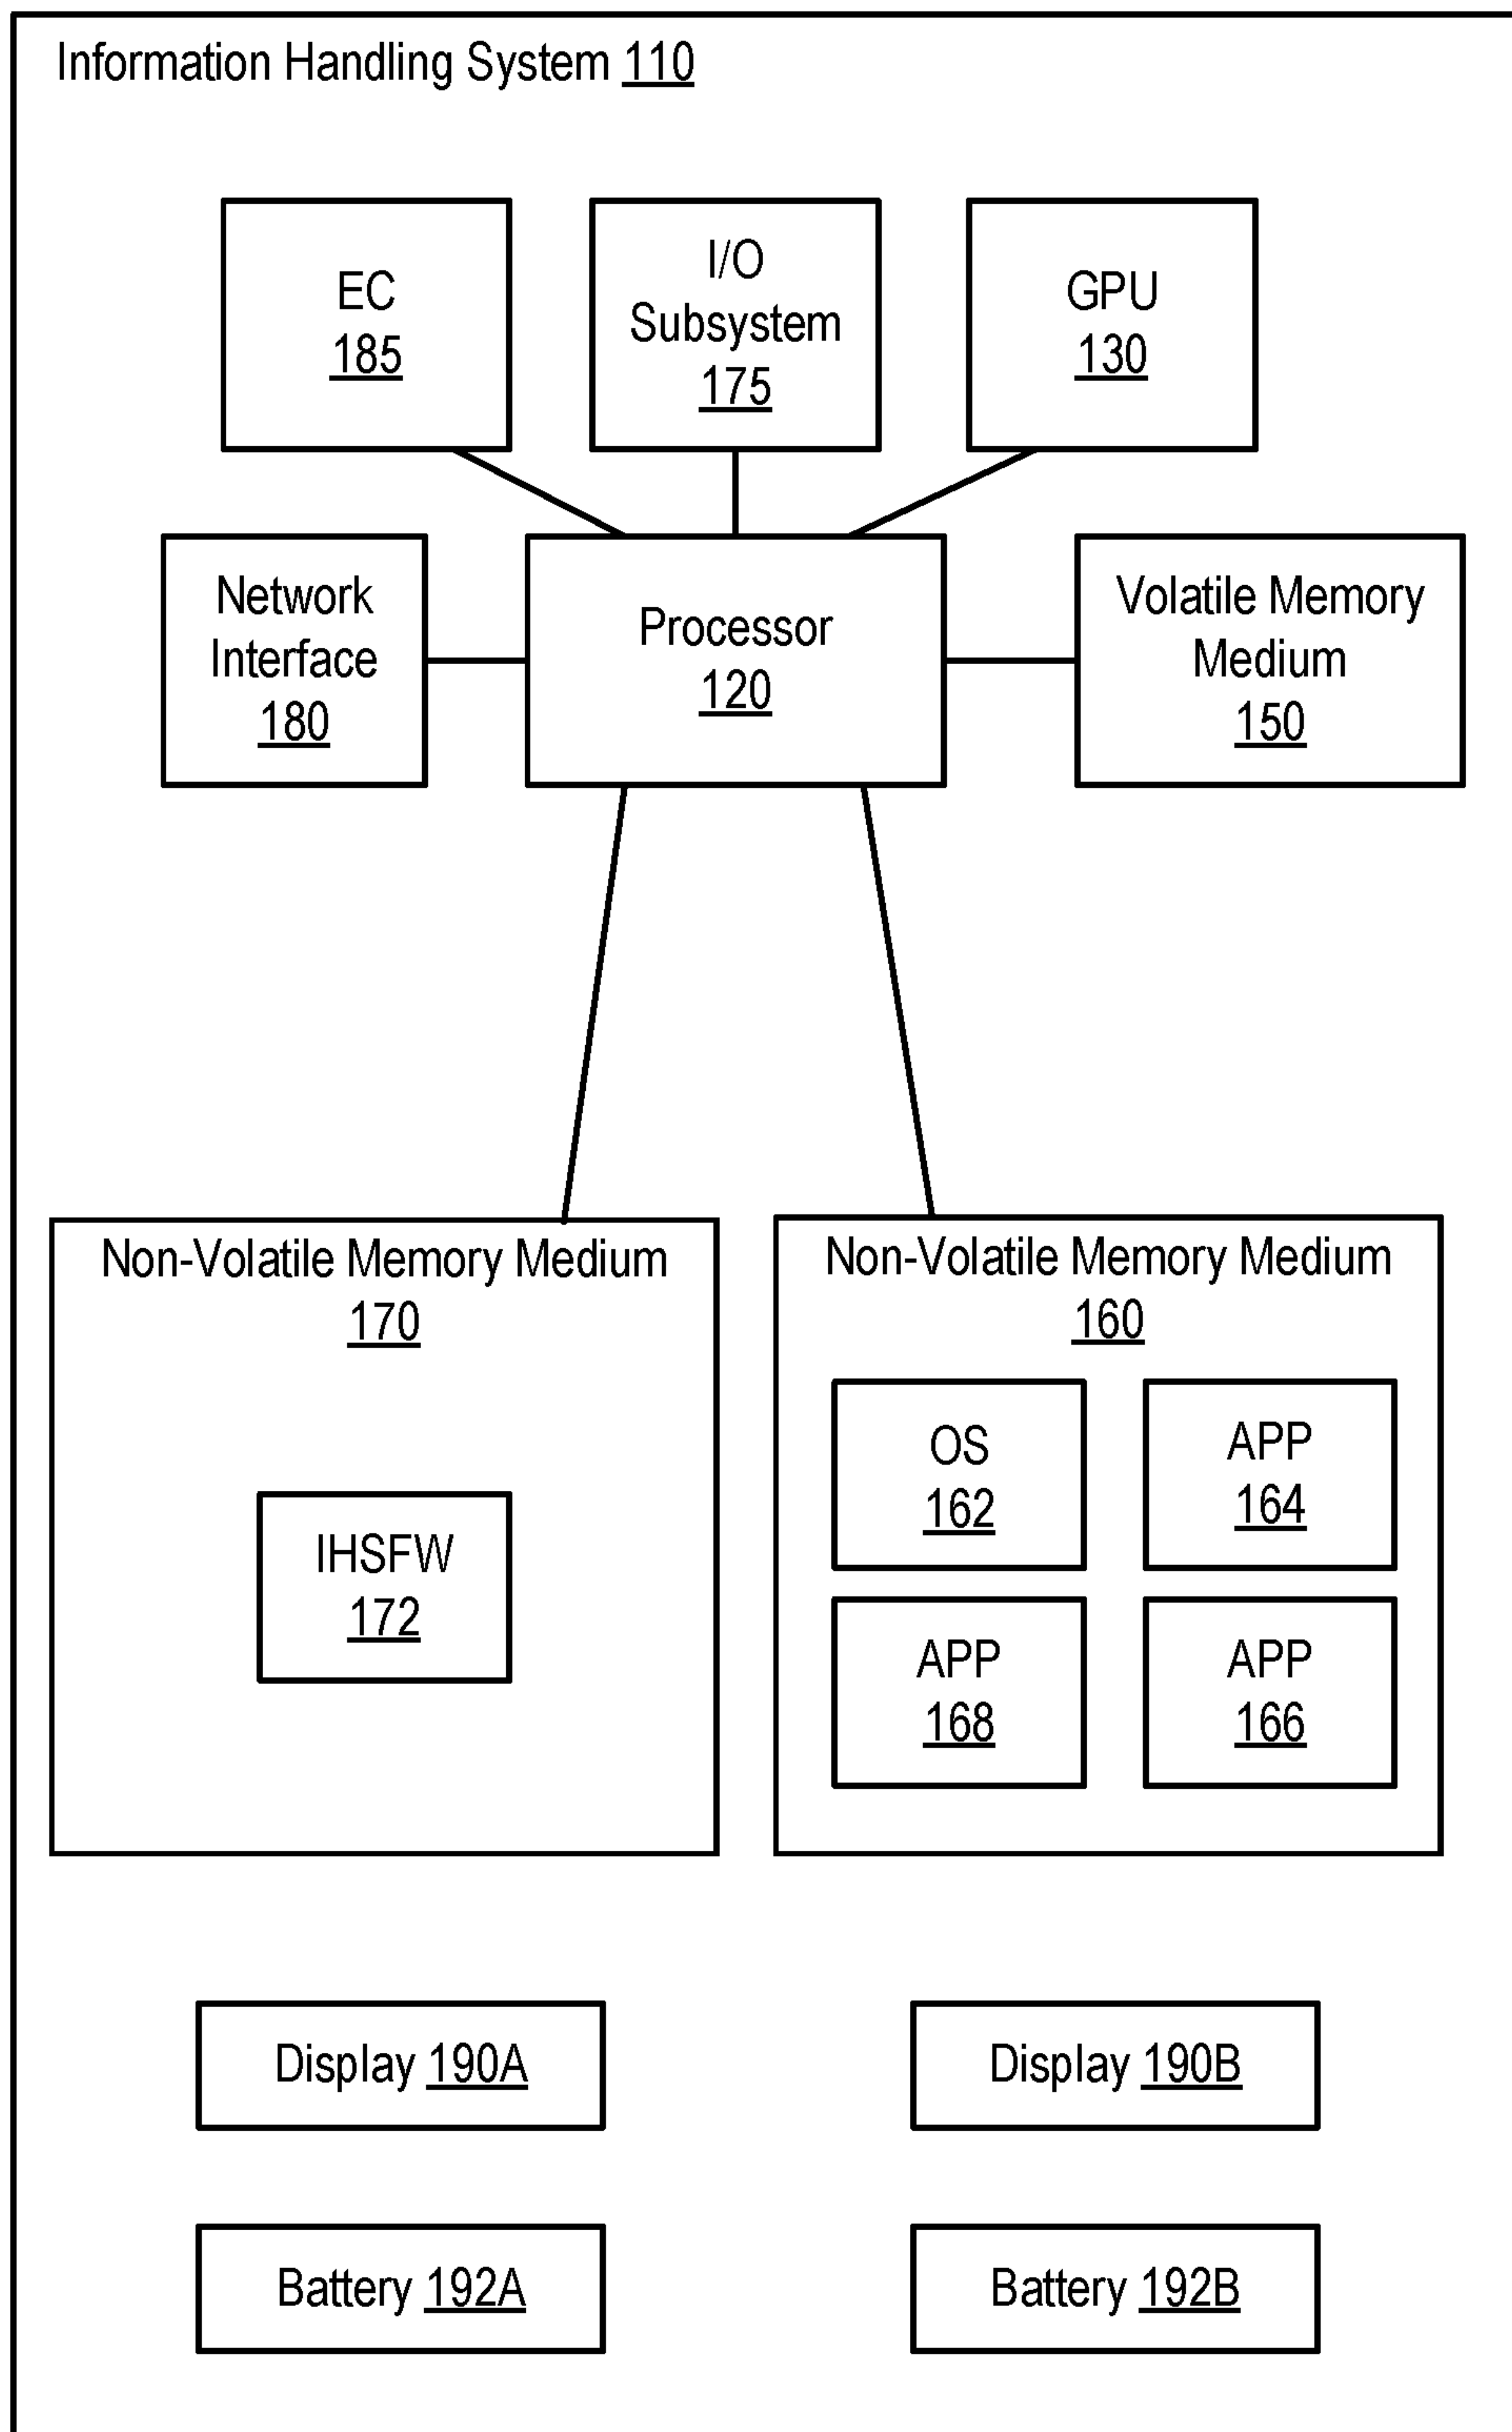 Information Handling System 110
EC
185
I/O
Subsystem
175
GPU
130
Network
Interface
180
Processor
120
Volatile Memory
Medium
150
Non-Volatile Memory Medium
170
IHSFW
172
Non-Volatile Memory Medium
160
OS
162
APP
164
APP
168
APP
166
Display 190A
Display 190B
Battery 192A
Battery 192B